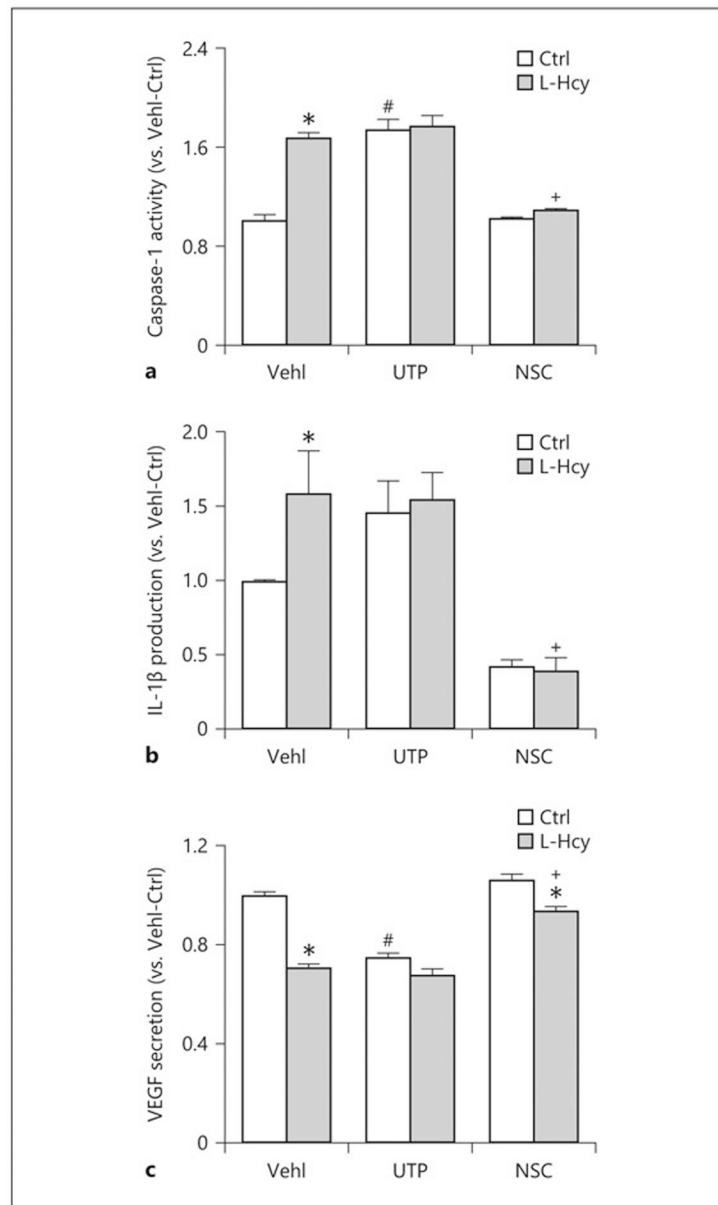 2.4
1.6
0.8
0
Caspase-1 activity (vs. Vehl-Ctrl)
Ctrl
L-Hcy
*
#
+
Vehl UTP NSC
a
2.0
1.5
1.0
0.5
0
IL-1β production (vs. Vehl-Ctrl)
Ctrl
L-Hcy
*
+
Vehl UTP NSC
b
1.2
0.8
0.4
0
VEGF secretion (vs. Vehl-Ctrl)
Ctrl
L-Hcy
*
#
+
*
Vehl UTP NSC
c